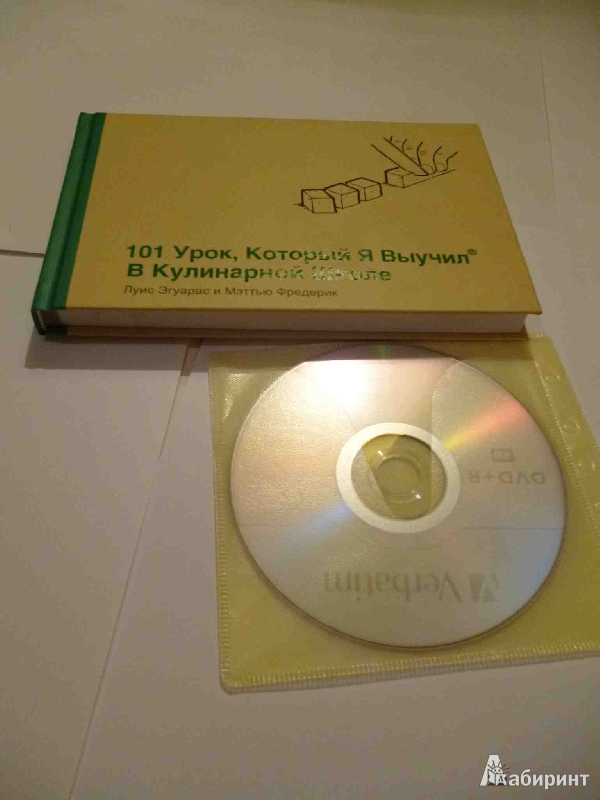 101 Урок, Который Я Выучил®
В Кулинарной Школе
Луис Эгуарас и Мэттью Фредерик
DVD+R
Verbatim
Лабиринт